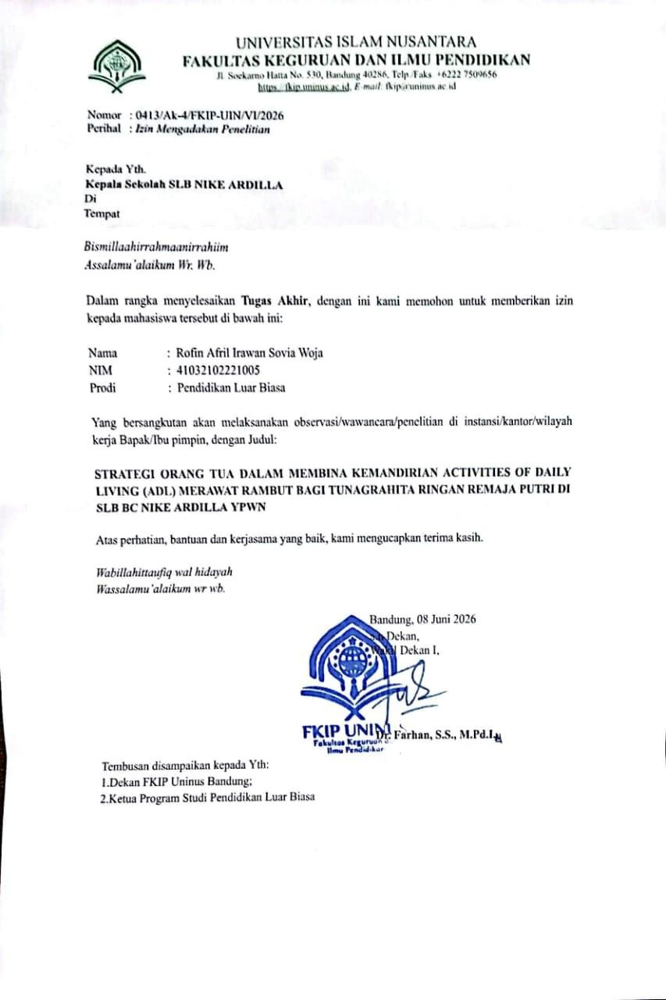 UNIVERSITAS ISLAM NUSANTARA
FAKULTAS KEGURUAN DAN ILMU PENDIDIKAN
Jl. Soekarno Hatta No. 530, Bandung 40286, Telp./Faks. +6222 7509656
https://fkip.uninus.ac.id, E-mail: fkip@uninus.ac.id
Nomor : 0413/Ak-4/FKIP-UIN/VI/2026
Perihal : Izin Mengadakan Penelitian
Kepada Yth.
Kepala Sekolah SLB NIKE ARDILLA
Di
Tempat
Bismillaahirrahmaanirrahiim
Assalamu'alaikum Wr. Wb.
Dalam rangka menyelesaikan Tugas Akhir, dengan ini kami memohon untuk memberikan izin
kepada mahasiswa tersebut di bawah ini:
Nama : Rofin Afril Irawan Sovia Woja
NIM : 41032102221005
Prodi : Pendidikan Luar Biasa
Yang bersangkutan akan melaksanakan observasi/wawancara/penelitian di instansi/kantor/wilayah
kerja Bapak/Ibu pimpin, dengan Judul:
STRATEGI ORANG TUA DALAM MEMBINA KEMANDIRIAN ACTIVITIES OF DAILY
LIVING (ADL) MERAWAT RAMBUT BAGI TUNAGRAHITA RINGAN REMAJA PUTRI DI
SLB BC NIKE ARDILLA YPWN
Atas perhatian, bantuan dan kerjasama yang baik, kami mengucapkan terima kasih.
Wabillahittaufiq wal hidayah
Wassalamu'alaikum wr wb.
Bandung, 08 Juni 2026
Dekan,
Wakil Dekan I,
FKIP UNINUS
Fakultas Keguruan &
Ilmu Pendidikan
Dr. Farhan, S.S., M.Pd.I.
Tembusan disampaikan kepada Yth:
1.Dekan FKIP Uninus Bandung;
2.Ketua Program Studi Pendidikan Luar Biasa